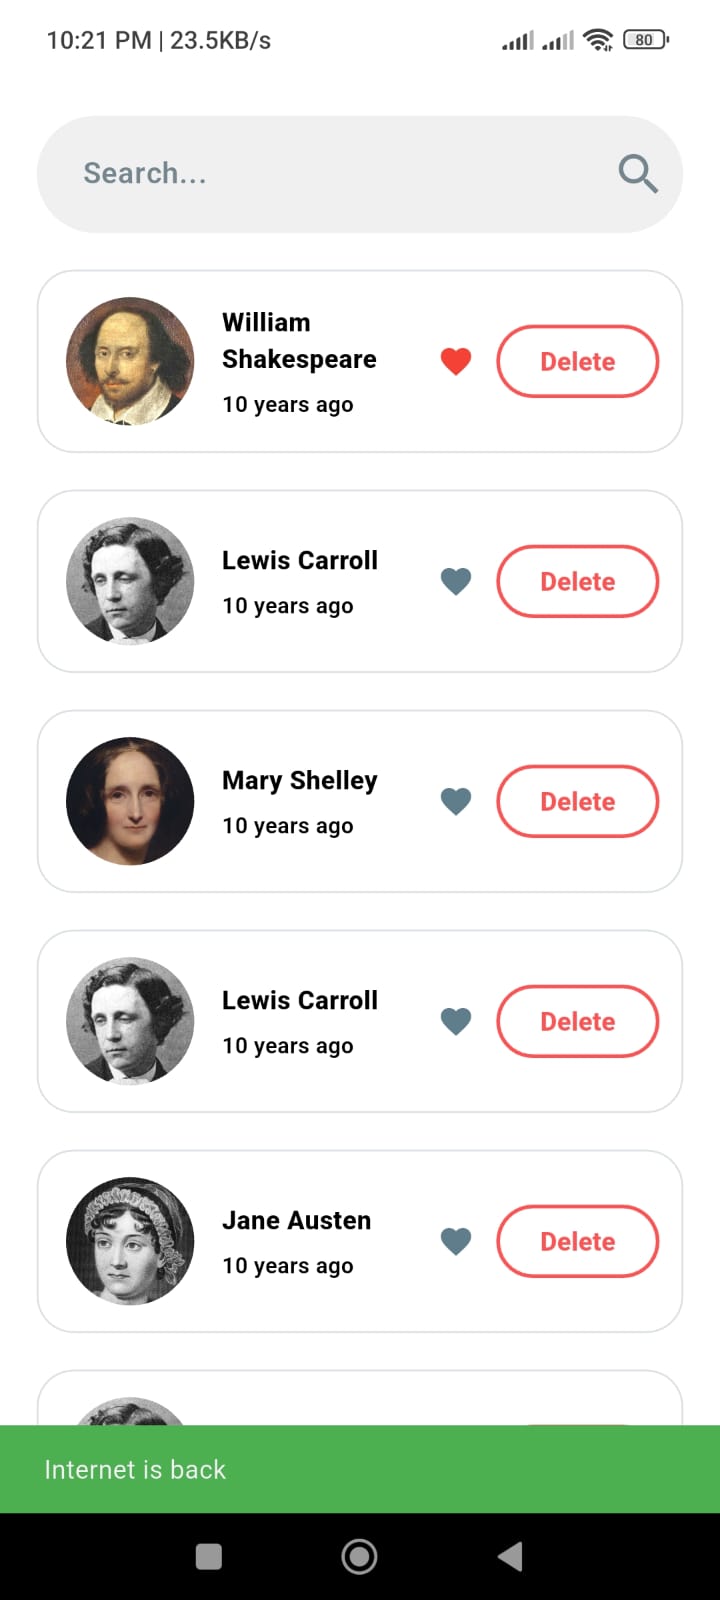 10:21 PM | 23.5KB/s 80
Search...
William
Shakespeare
10 years ago
Delete
Lewis Carroll
10 years ago
Delete
Mary Shelley
10 years ago
Delete
Lewis Carroll
10 years ago
Delete
Jane Austen
10 years ago
Delete
Internet is back